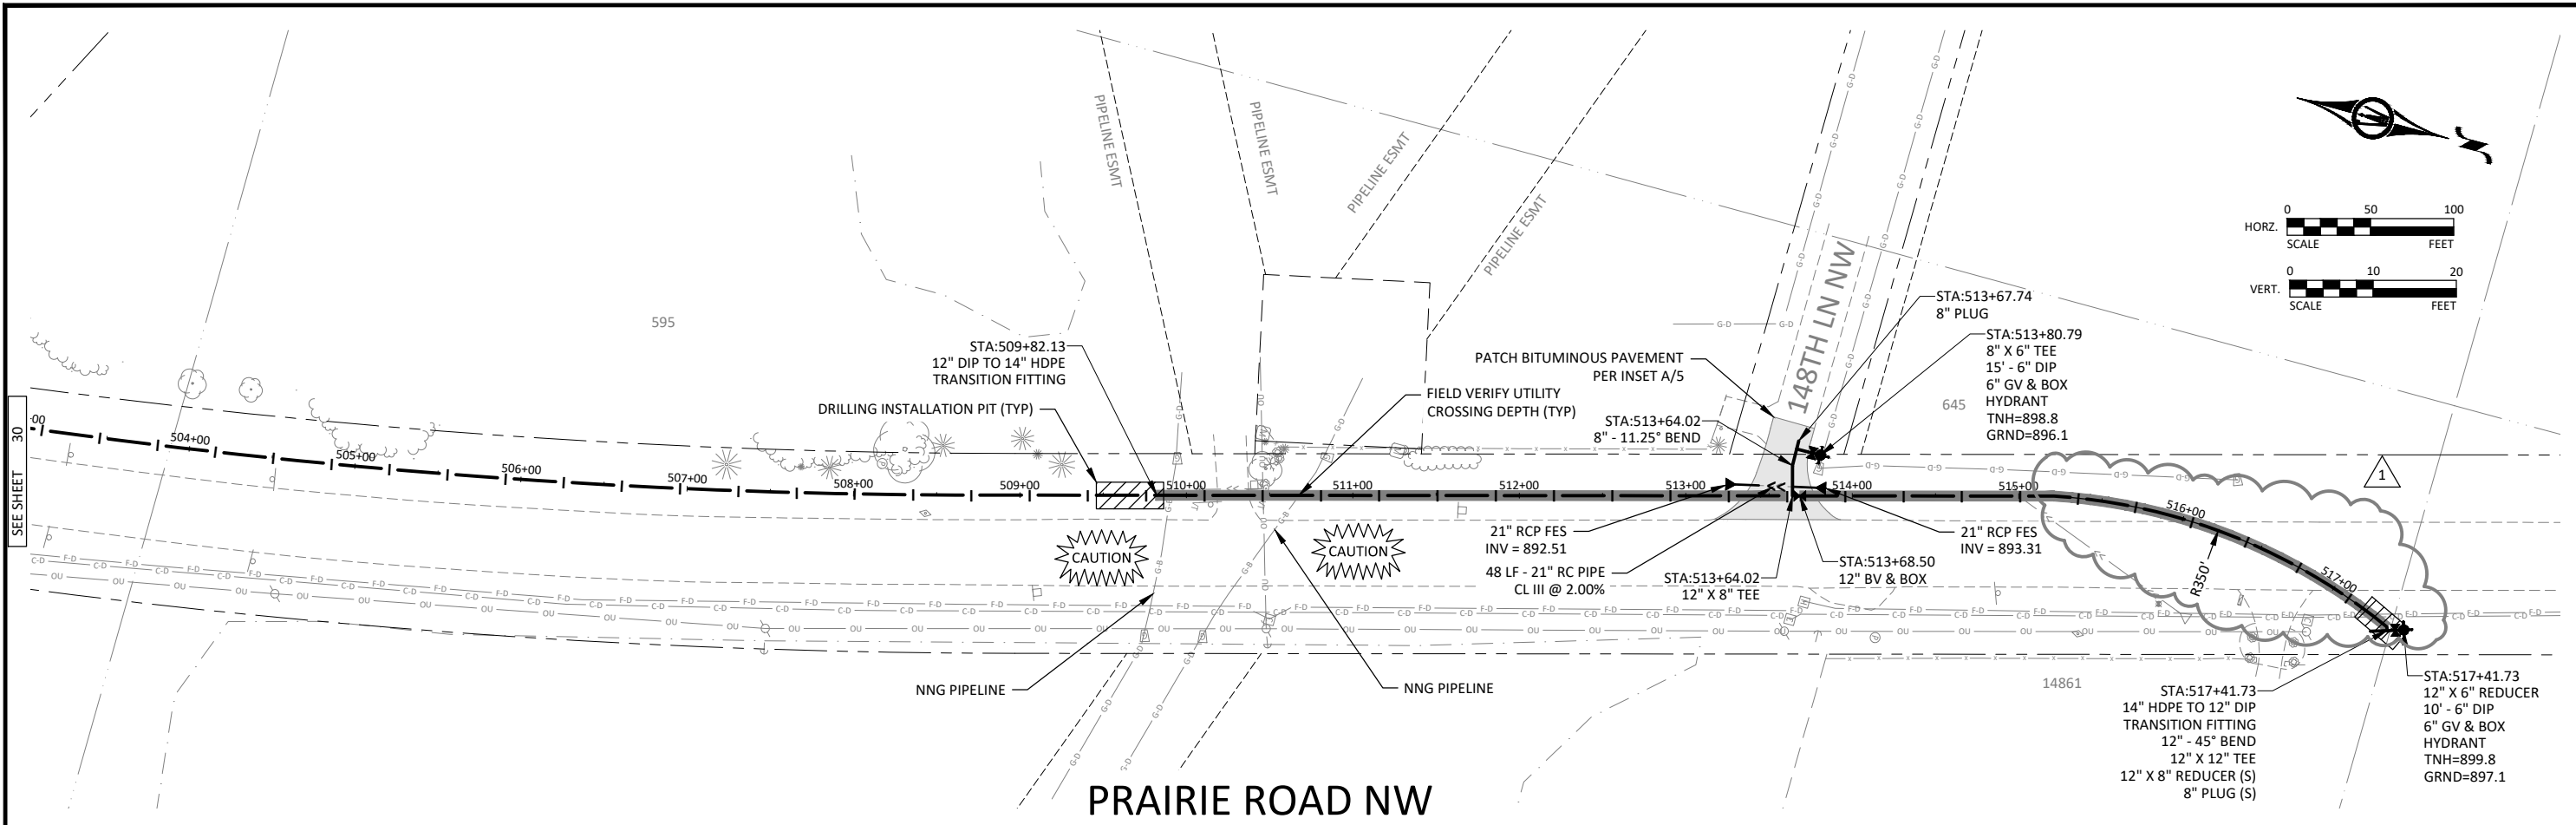 PIPELINE ESMT
PIPELINE ESMT
PIPELINE ESMT
PIPELINE ESMT
HORZ.
0 50 100
SCALE FEET
VERT.
0 10 20
SCALE FEET
595
STA:509+82.13
12" DIP TO 14" HDPE
TRANSITION FITTING
DRILLING INSTALLATION PIT (TYP)
FIELD VERIFY UTILITY
CROSSING DEPTH (TYP)
PATCH BITUMINOUS PAVEMENT
PER INSET A/5
STA:513+64.02
8" - 11.25° BEND
148TH LN NW
STA:513+67.74
8" PLUG
STA:513+80.79
8" X 6" TEE
15' - 6" DIP
6" GV & BOX
HYDRANT
TNH=898.8
GRND=896.1
645
1
SEE SHEET 30
+00
504+00
505+00
506+00
507+00
508+00
509+00
510+00
511+00
512+00
513+00
514+00
515+00
516+00
517+00
R350'
CAUTION
CAUTION
21" RCP FES
INV = 892.51
48 LF - 21" RC PIPE
CL III @ 2.00%
STA:513+64.02
12" X 8" TEE
STA:513+68.50
12" BV & BOX
21" RCP FES
INV = 893.31
NNG PIPELINE
NNG PIPELINE
14861
STA:517+41.73
14" HDPE TO 12" DIP
TRANSITION FITTING
12" - 45° BEND
12" X 12" TEE
12" X 8" REDUCER (S)
8" PLUG (S)
STA:517+41.73
12" X 6" REDUCER
10' - 6" DIP
6" GV & BOX
HYDRANT
TNH=899.8
GRND=897.1
PRAIRIE ROAD NW